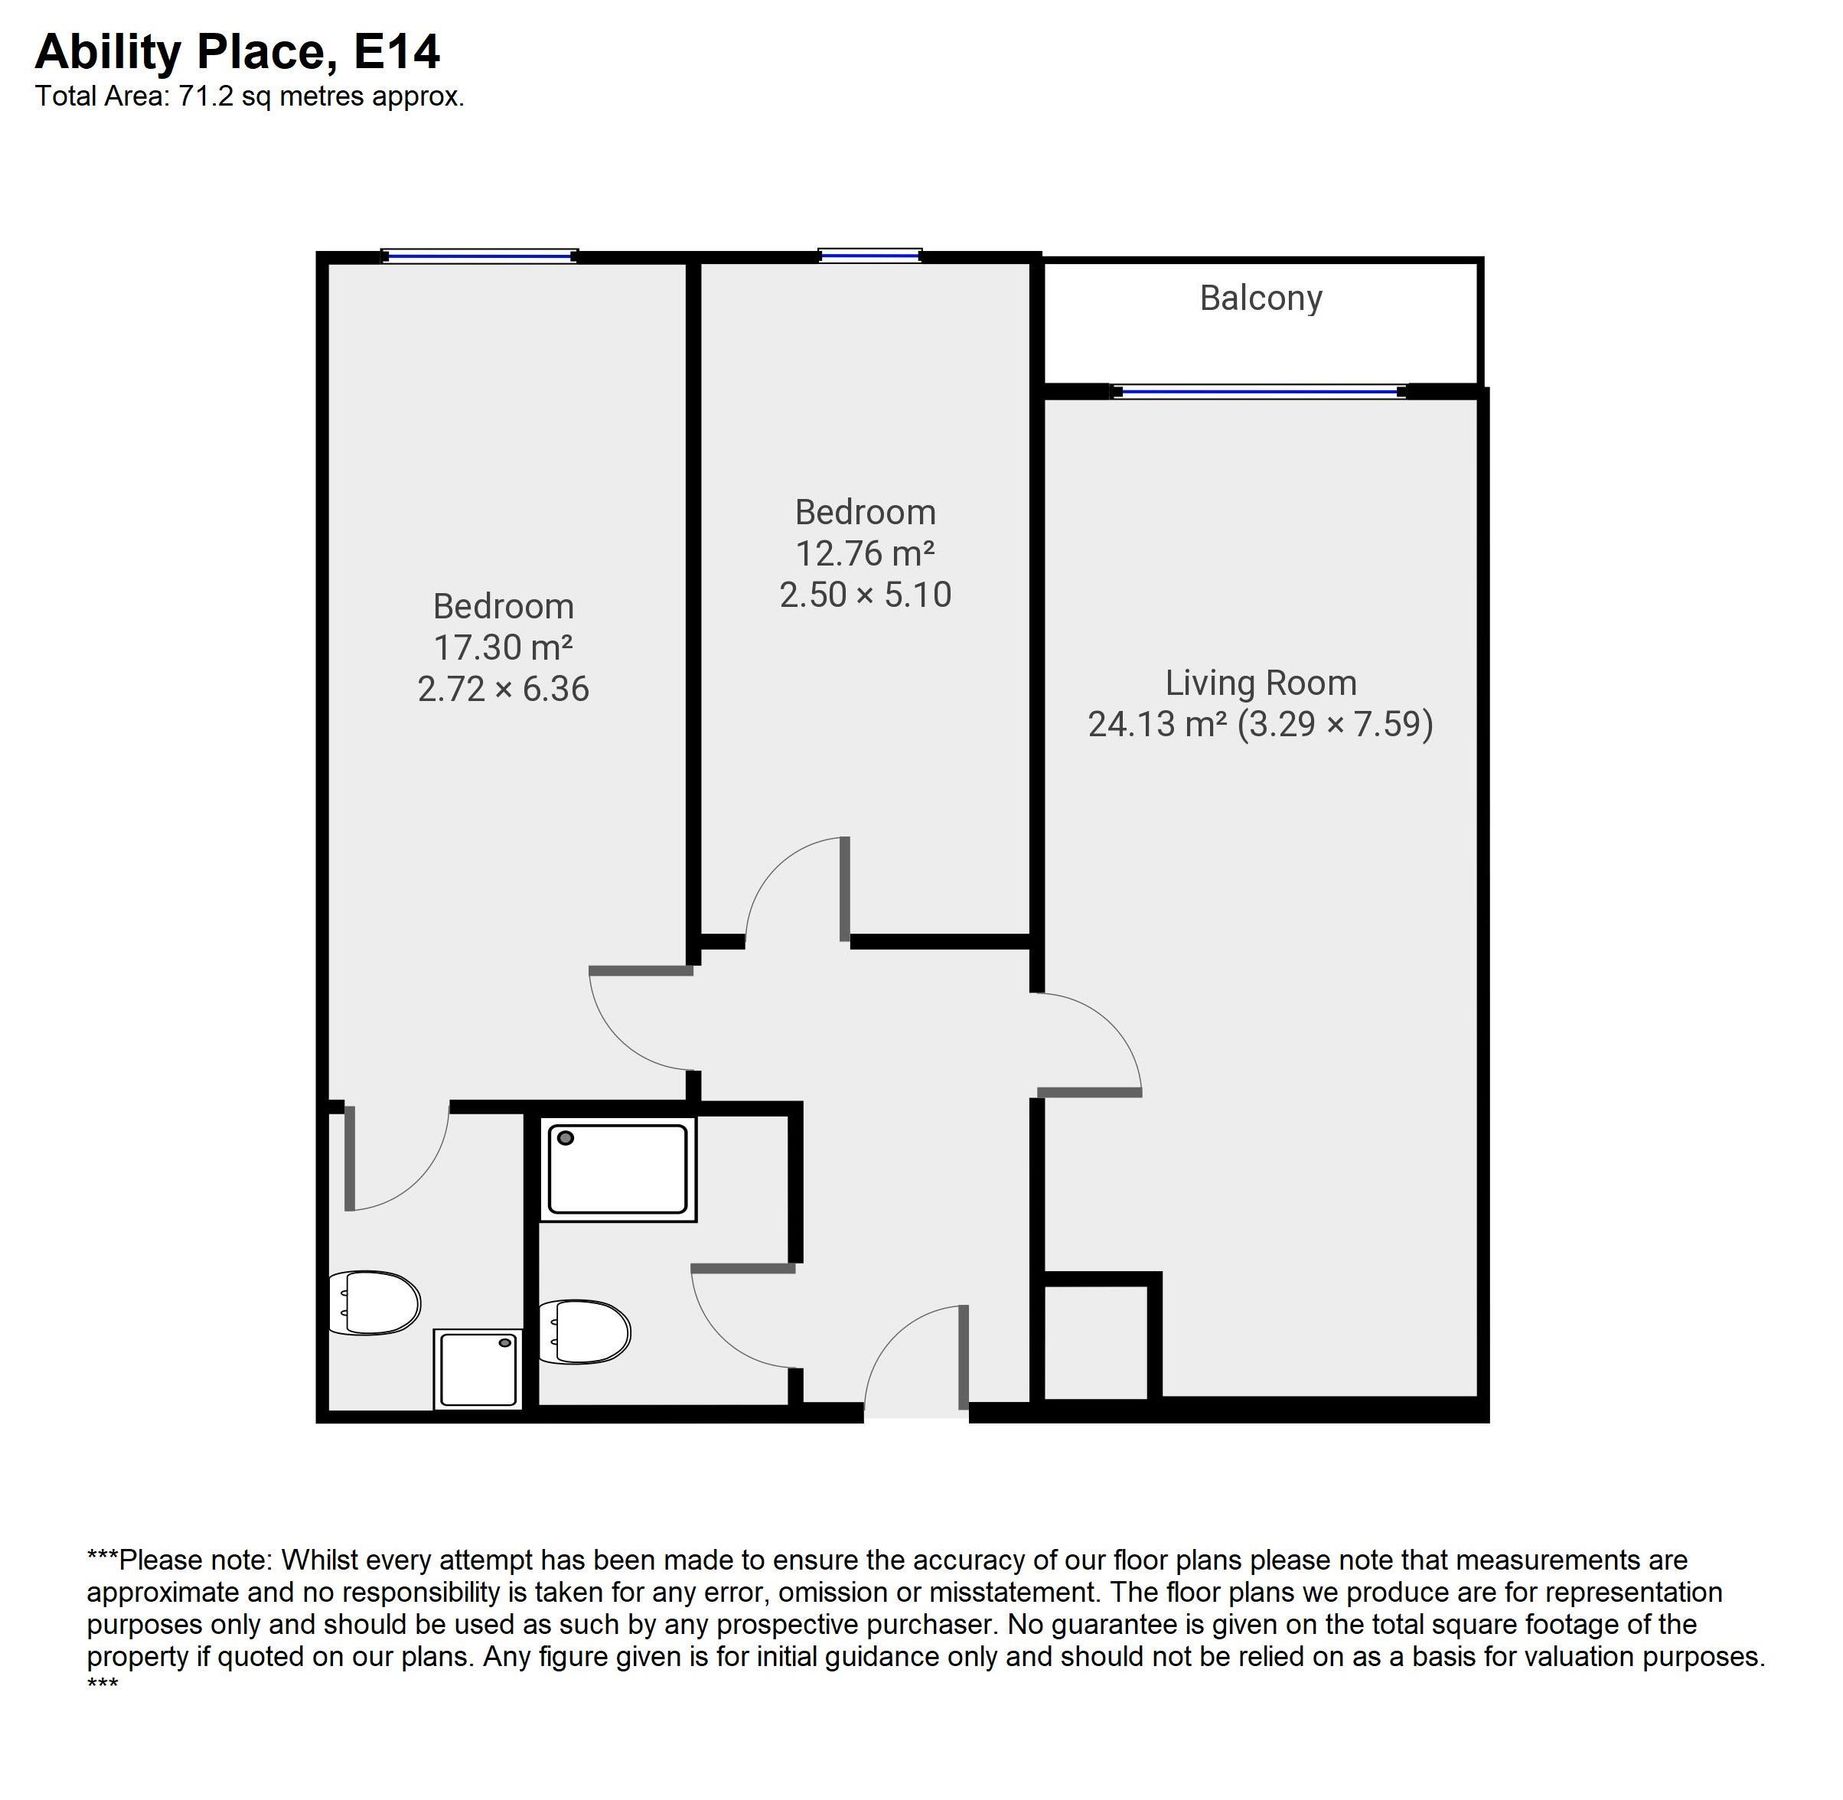 Ability Place, E14
Total Area: 71.2 sq metres approx.
Balcony
Bedroom
12.76 m²
2.50 × 5.10
Bedroom
17.30 m²
2.72 × 6.36
Living Room
24.13 m² (3.29 × 7.59)
***Please note: Whilst every attempt has been made to ensure the accuracy of our floor plans please note that measurements are
approximate and no responsibility is taken for any error, omission or misstatement. The floor plans we produce are for representation
purposes only and should be used as such by any prospective purchaser. No guarantee is given on the total square footage of the
property if quoted on our plans. Any figure given is for initial guidance only and should not be relied on as a basis for valuation purposes.
***